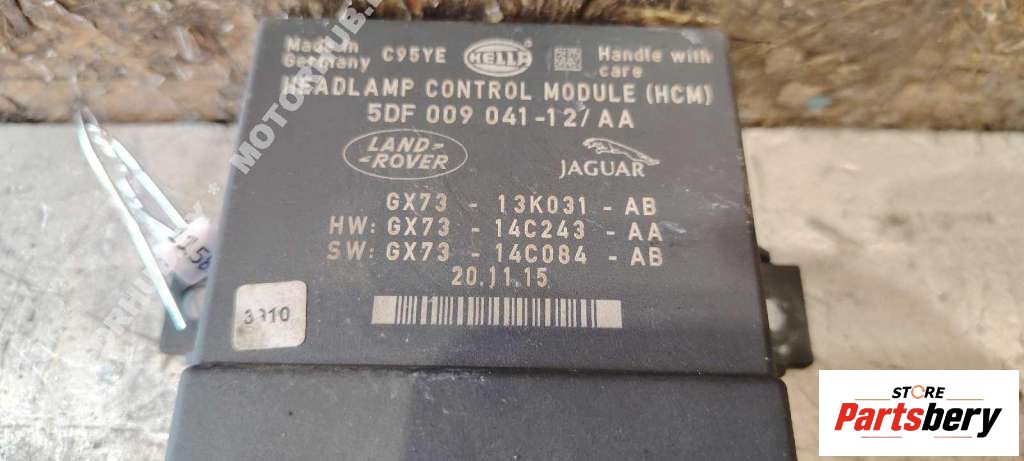 Made in
Germany
C95YE
HELLA
Handle with
care
HEADLAMP CONTROL MODULE (HCM)
5DF 009 041-12/AA
LAND-
-ROVER
JAGUAR
GX73 - 13K031 - AB
HW: GX73 - 14C243 - AA
SW: GX73 - 14C084 - AB
20.11.15
3910
STORE
Partsbery